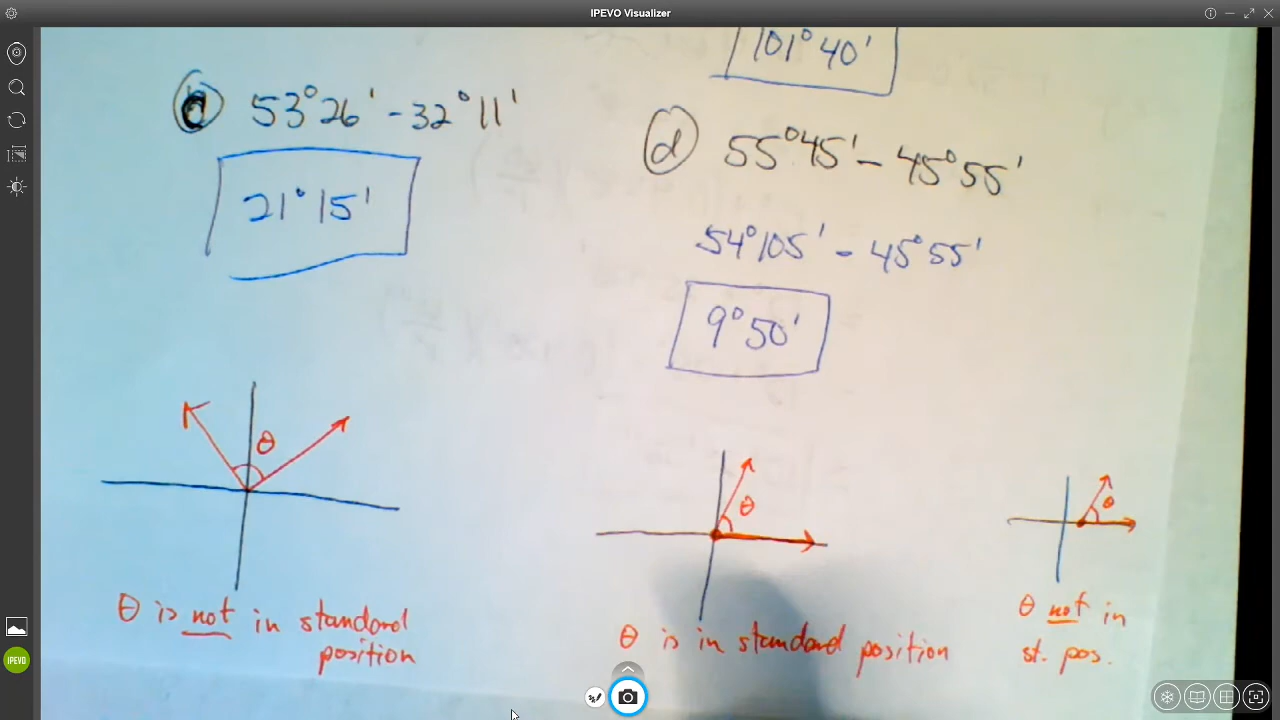 IPEVO Visualizer
101° 40'
53° 26' - 32° 11'
21° 15'
d 55° 45' - 45° 55'
54° 105' - 45° 55'
9° 50'
θ
θ is not in standard
position
θ
θ is in standard position
θ
θ not in
st. pos.
IPEVO